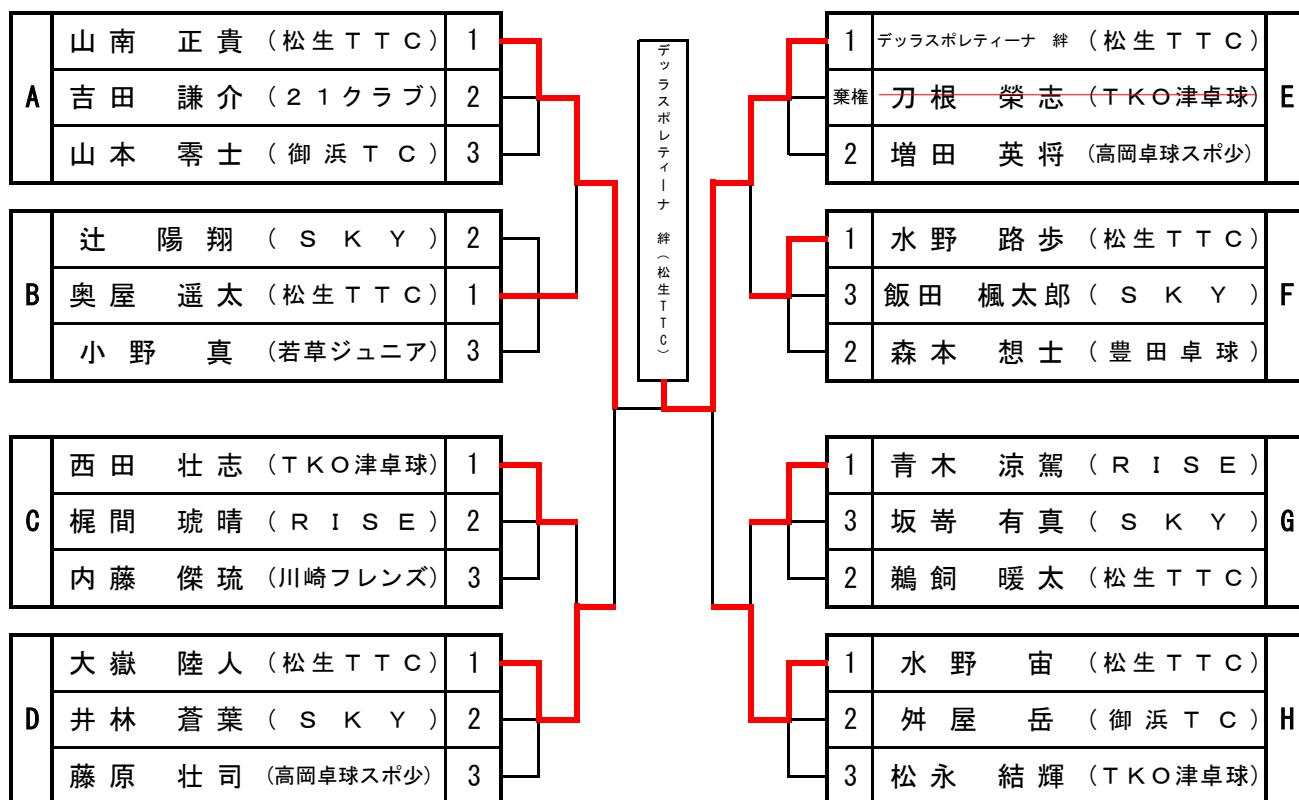 A
山南 正貴 (松生TTC) 1
吉田 謙介 (21クラブ) 2
山本 零士 (御浜TC) 3
B
辻 陽翔 (SKY) 2
奥屋 遥太 (松生TTC) 1
小野 真 (若草ジュニア) 3
C
西田 壮志 (TKO津卓球) 1
梶間 琥晴 (RISE) 2
内藤 傑琉 (川崎フレンズ) 3
D
大嶽 陸人 (松生TTC) 1
井林 蒼葉 (SKY) 2
藤原 壮司 (高岡卓球スポ少) 3
デッラスポレティーナ 絆(松生TTC)
1 デッラスポレティーナ 絆 (松生TTC)
棄権 刀根 榮志 (TKO津卓球)
2 増田 英将 (高岡卓球スポ少)
E
1 水野 路歩 (松生TTC)
3 飯田 楓太郎 (SKY)
2 森本 想士 (豊田卓球)
F
1 青木 涼駕 (RISE)
3 坂嵜 有真 (SKY)
2 鵜飼 暖太 (松生TTC)
G
1 水野 宙 (松生TTC)
2 舛屋 岳 (御浜TC)
3 松永 結輝 (TKO津卓球)
H